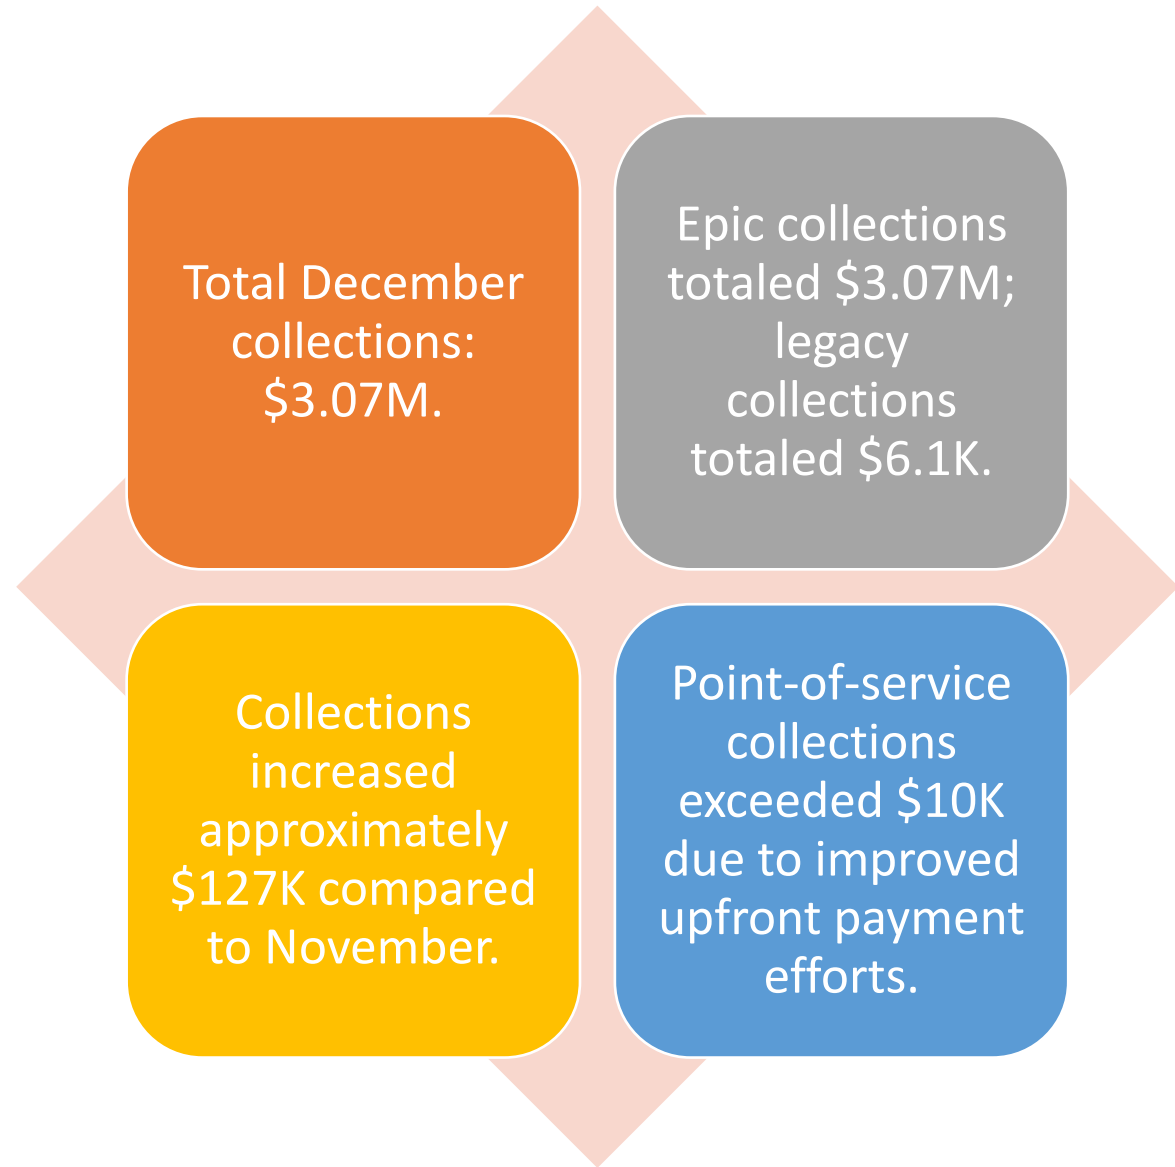 Total December
collections:
$3.07M.
Epic collections
totaled $3.07M;
legacy
collections
totaled $6.1K.
Collections
increased
approximately
$127K compared
to November.
Point-of-service
collections
exceeded $10K
due to improved
upfront payment
efforts.